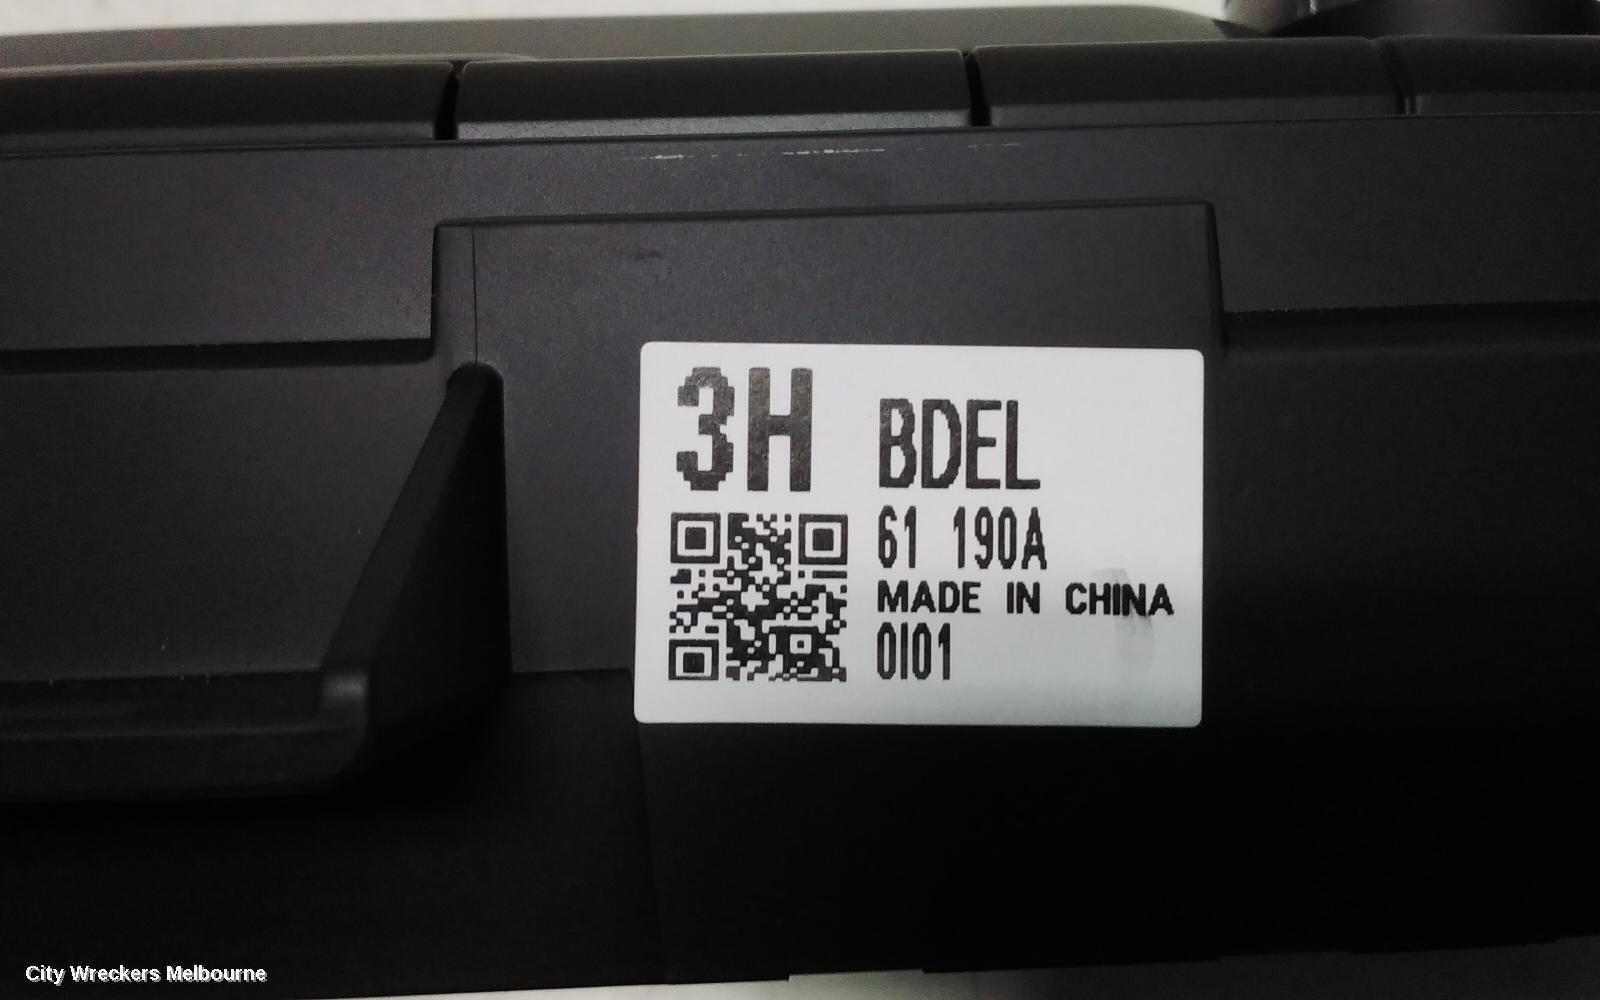 3H BDEL
61 190A
MADE IN CHINA
0I01
City Wreckers Melbourne